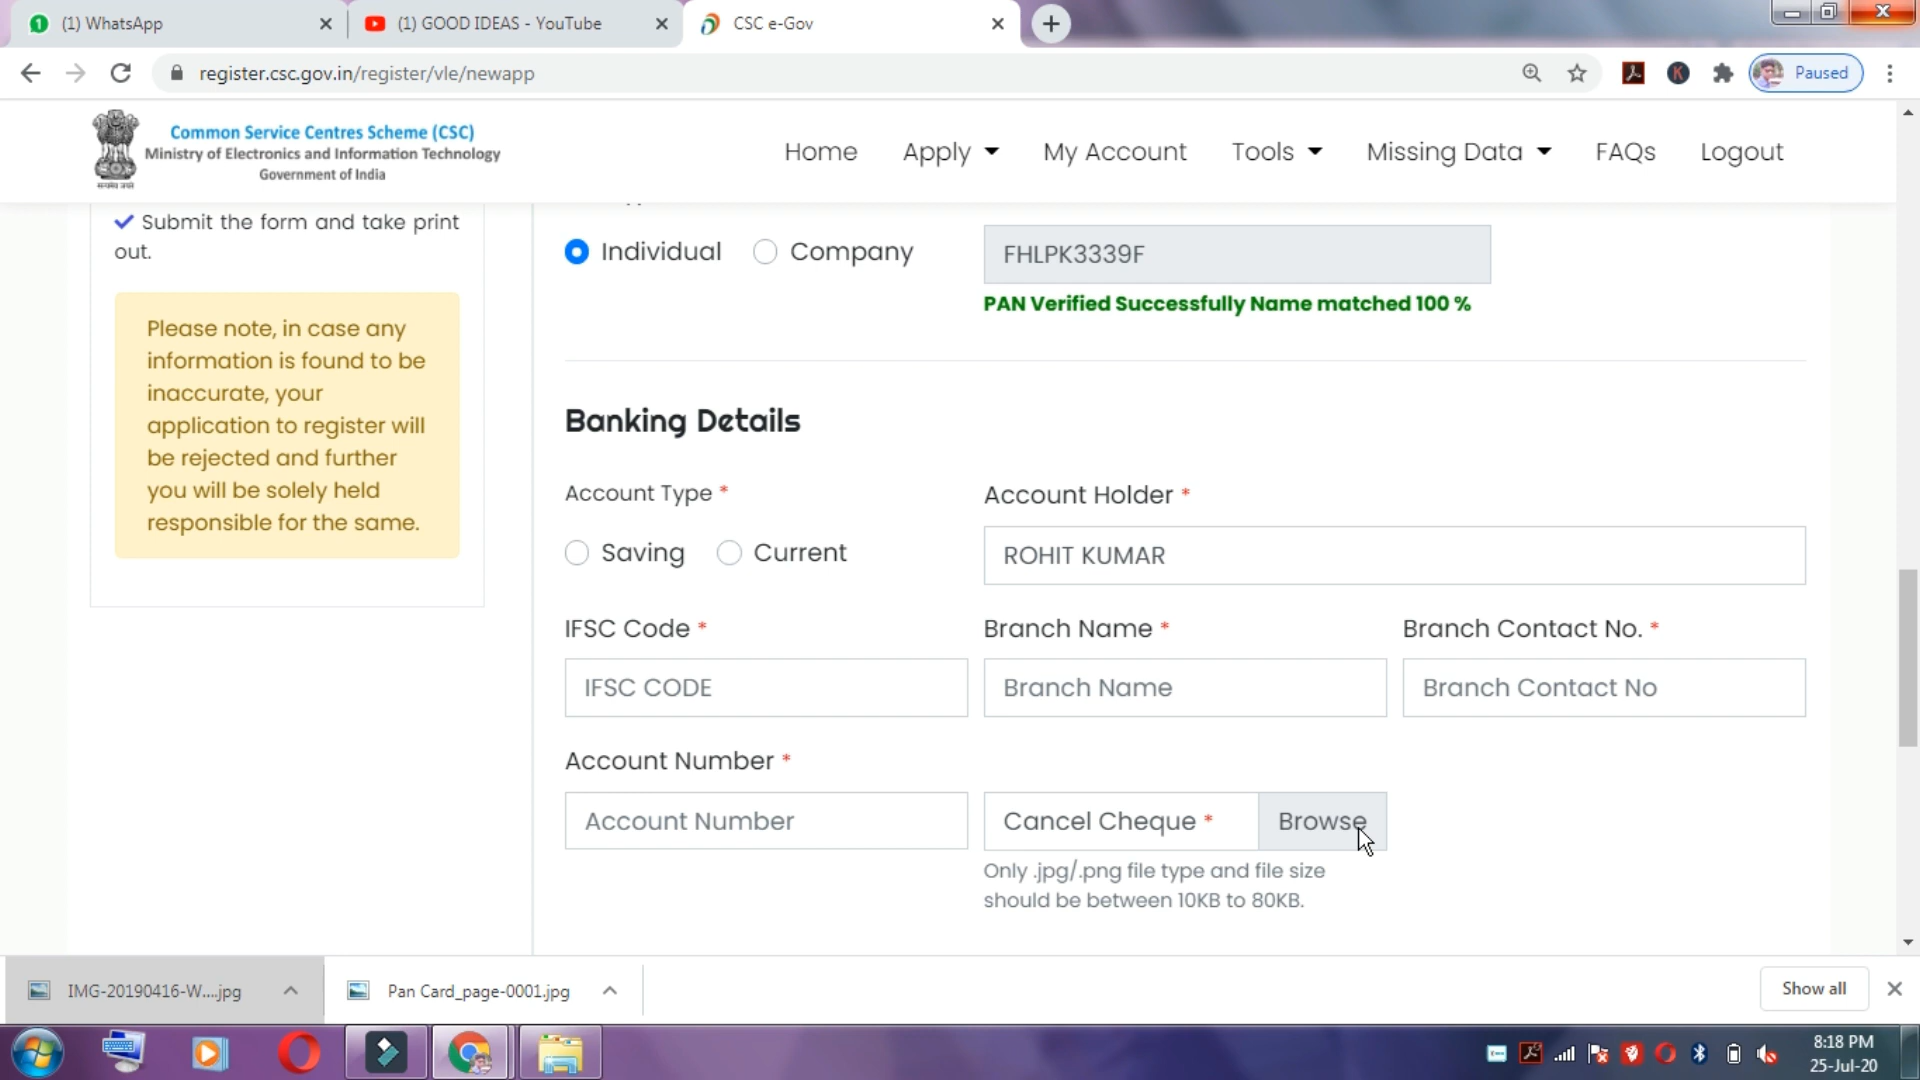 (1) WhatsApp
(1) GOOD IDEAS - YouTube
CSC e-Gov
register.csc.gov.in/register/vle/newapp
K
Paused
Common Service Centres Scheme (CSC)
Ministry of Electronics and Information Technology
Government of India
सत्यमेव जयते
Home
Apply
My Account
Tools
Missing Data
FAQs
Logout
Submit the form and take print
out.
Please note, in case any
information is found to be
inaccurate, your
application to register will
be rejected and further
you will be solely held
responsible for the same.
Individual
Company
FHLPK3339F
PAN Verified Successfully Name matched 100 %
Banking Details
Account Type *
Account Holder *
Saving
Current
ROHIT KUMAR
IFSC Code *
Branch Name *
Branch Contact No. *
IFSC CODE
Branch Name
Branch Contact No
Account Number *
Account Number
Cancel Cheque *
Browse
Only .jpg/.png file type and file size
should be between 10KB to 80KB.
IMG-20190416-W....jpg
Pan Card_page-0001.jpg
Show all
8:18 PM
25-Jul-20